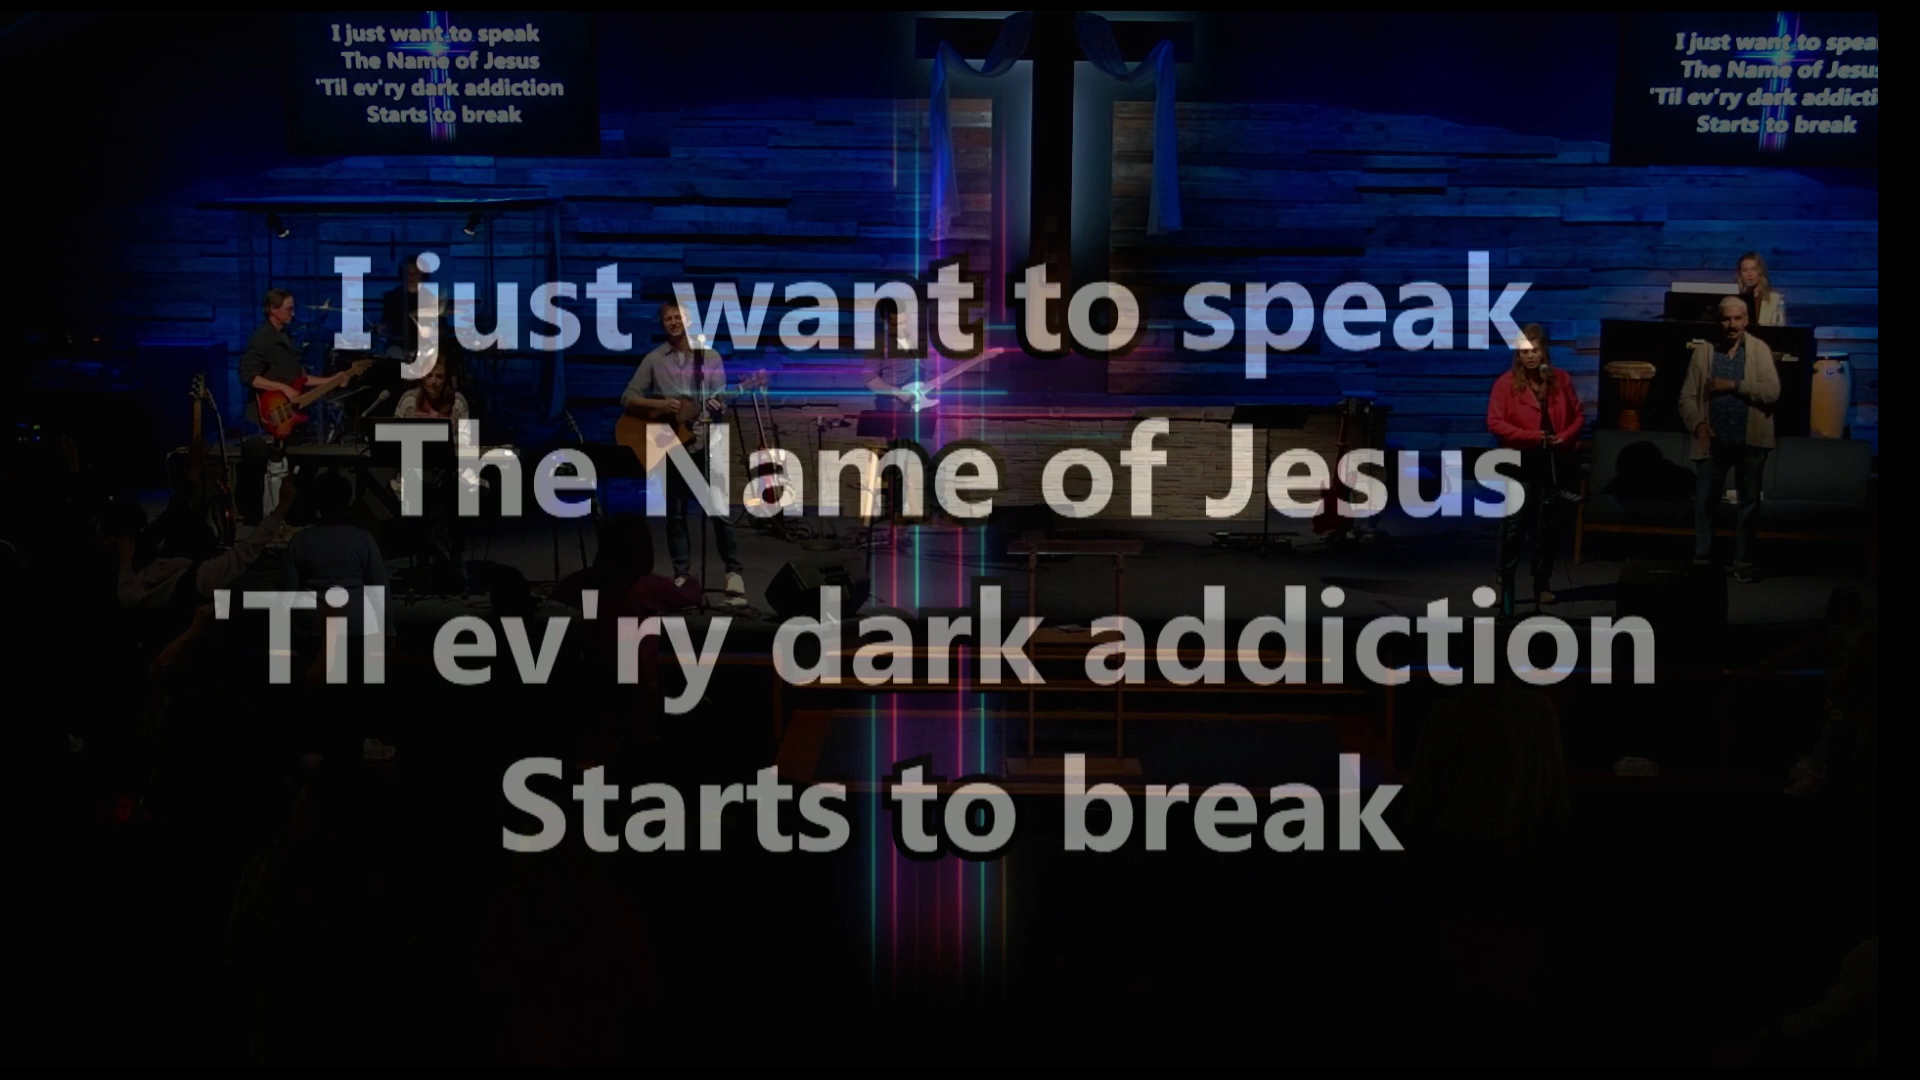 I just want to speak
The Name of Jesus
'Til ev'ry dark addiction
Starts to break
I just want to spea
The Name of Jesus
'Til ev'ry dark addicti
Starts to break
I just want to speak
The Name of Jesus
'Til ev'ry dark addiction
Starts to break